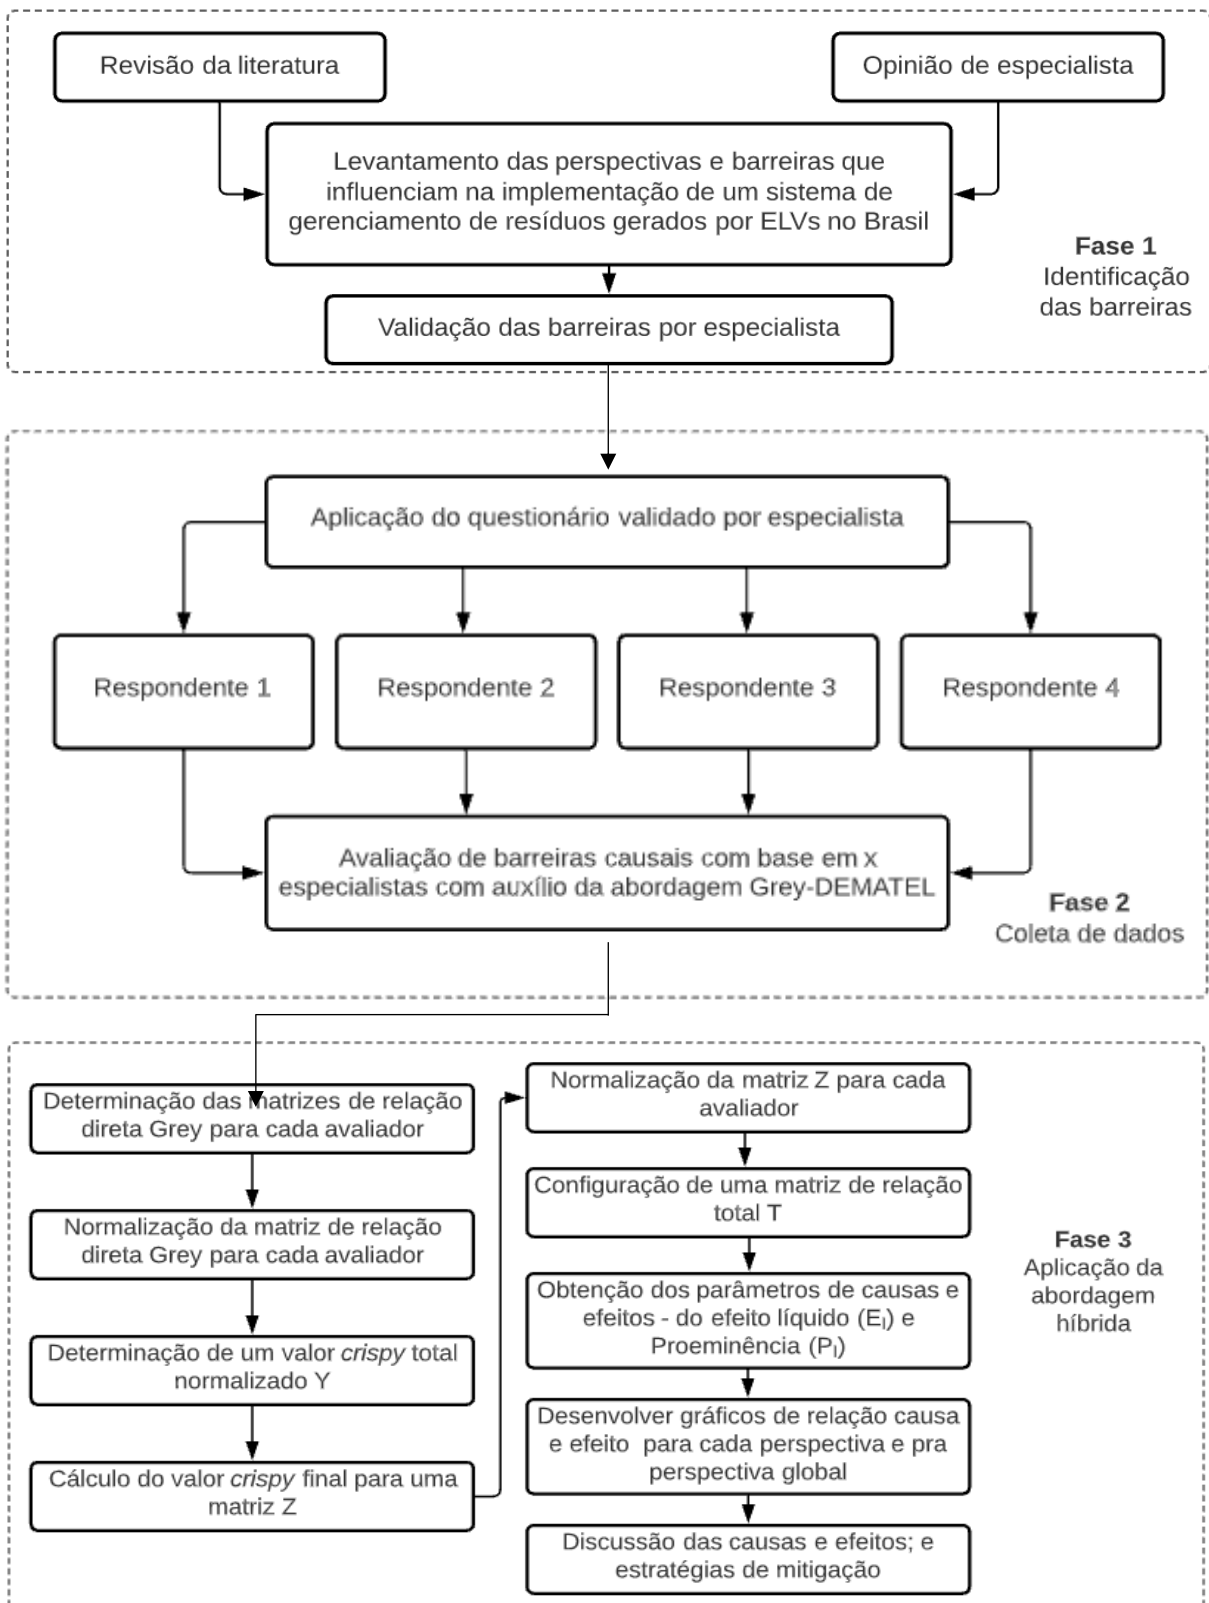 Revisão da literatura
Opinião de especialista
Levantamento das perspectivas e barreiras que
influenciam na implementação de um sistema de
gerenciamento de resíduos gerados por ELVs no Brasil
Fase 1
Identificação
das barreiras
Validação das barreiras por especialista
Aplicação do questionário validado por especialista
Respondente 1
Respondente 2
Respondente 3
Respondente 4
Avaliação de barreiras causais com base em x
especialistas com auxílio da abordagem Grey-DEMATEL
Fase 2
Coleta de dados
Determinação das matrizes de relação
direta Grey para cada avaliador
Normalização da matriz de relação
direta Grey para cada avaliador
Determinação de um valor crispy total
normalizado Y
Cálculo do valor crispy final para uma
matriz Z
Normalização da matriz Z para cada
avaliador
Configuração de uma matriz de relação
total T
Obtenção dos parâmetros de causas e
efeitos - do efeito líquido (Eₗ) e
Proeminência (Pₗ)
Desenvolver gráficos de relação causa
e efeito para cada perspectiva e pra
perspectiva global
Discussão das causas e efeitos; e
estratégias de mitigação
Fase 3
Aplicação da
abordagem
híbrida